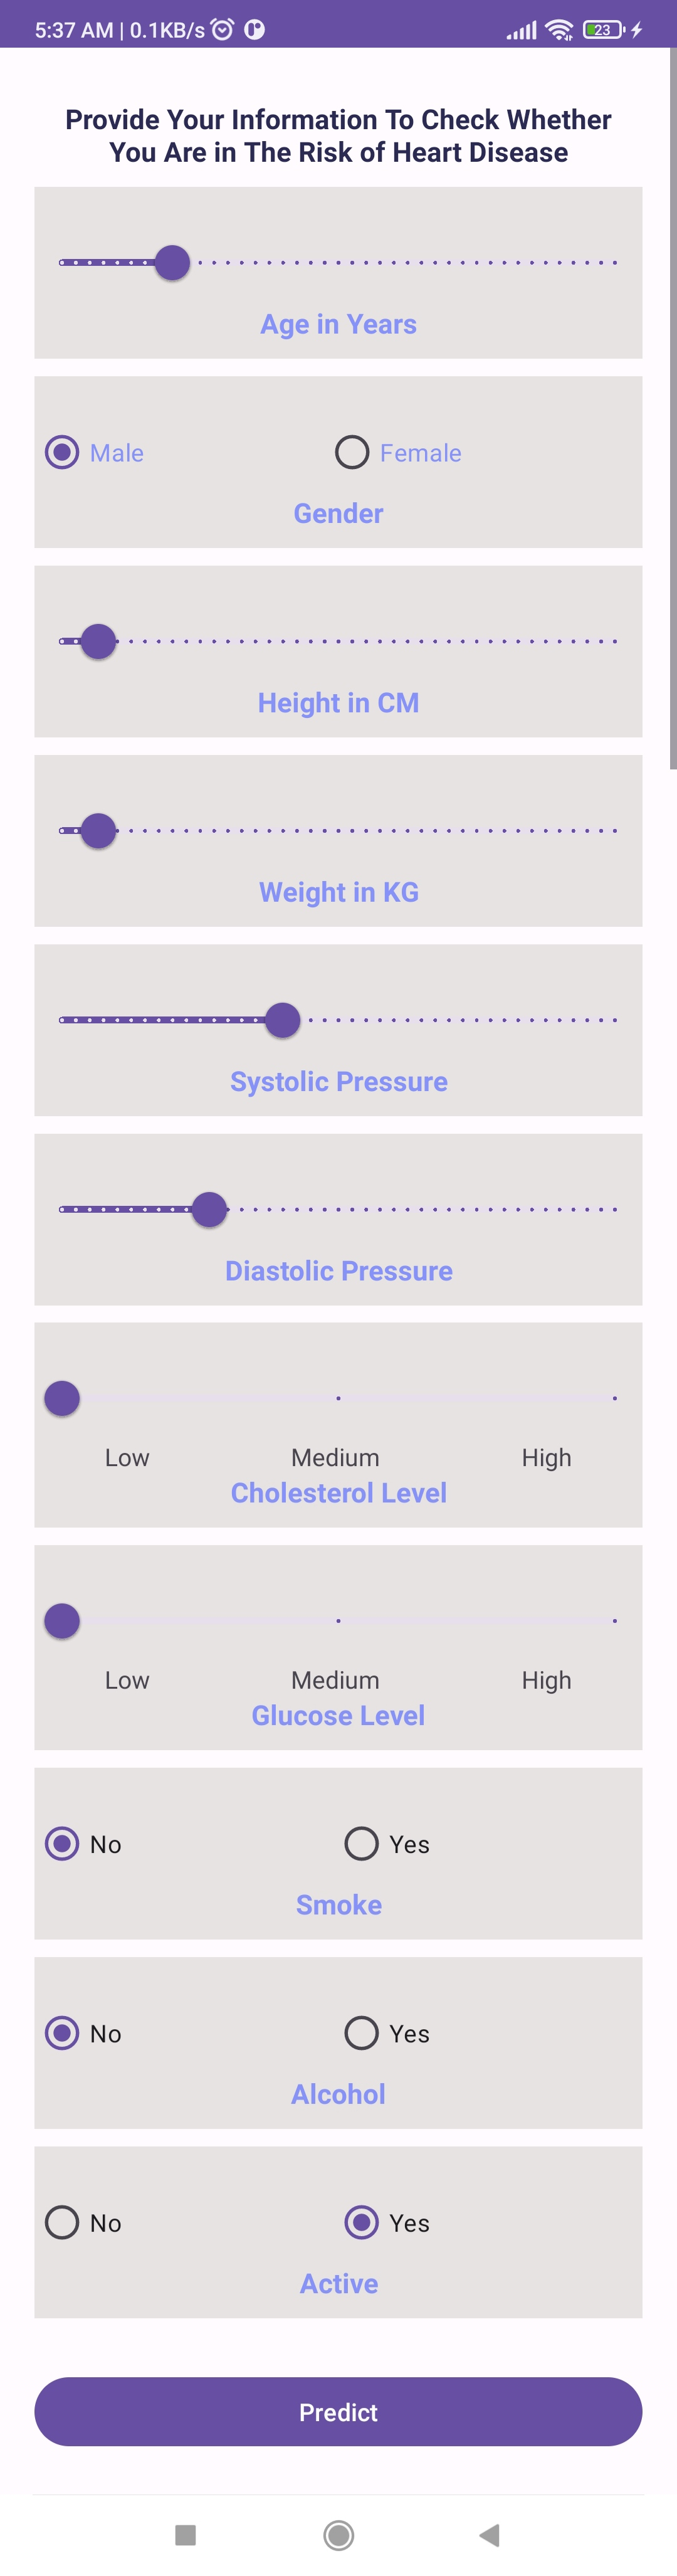 5:37 AM | 0.1KB/s
23
Provide Your Information To Check Whether
You Are in The Risk of Heart Disease
Age in Years
Male Female
Gender
Height in CM
Weight in KG
Systolic Pressure
Diastolic Pressure
Low Medium High
Cholesterol Level
Low Medium High
Glucose Level
No Yes
Smoke
No Yes
Alcohol
No Yes
Active
Predict